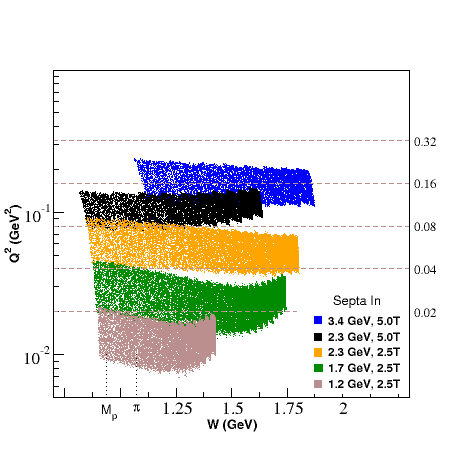 Q² (GeV²)
10⁻¹
10⁻²
0.32
0.16
0.08
0.04
0.02
Septa In
3.4 GeV, 5.0T
2.3 GeV, 5.0T
2.3 GeV, 2.5T
1.7 GeV, 2.5T
1.2 GeV, 2.5T
Mp π 1.25 1.5 1.75 2
W (GeV)